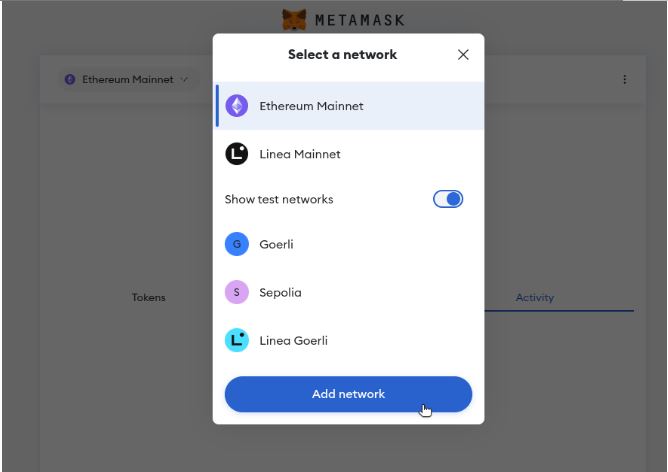 METAMASK
Select a network
Ethereum Mainnet
Ethereum Mainnet
Linea Mainnet
Show test networks
G Goerli
Tokens
S Sepolia
Activity
Linea Goerli
Add network